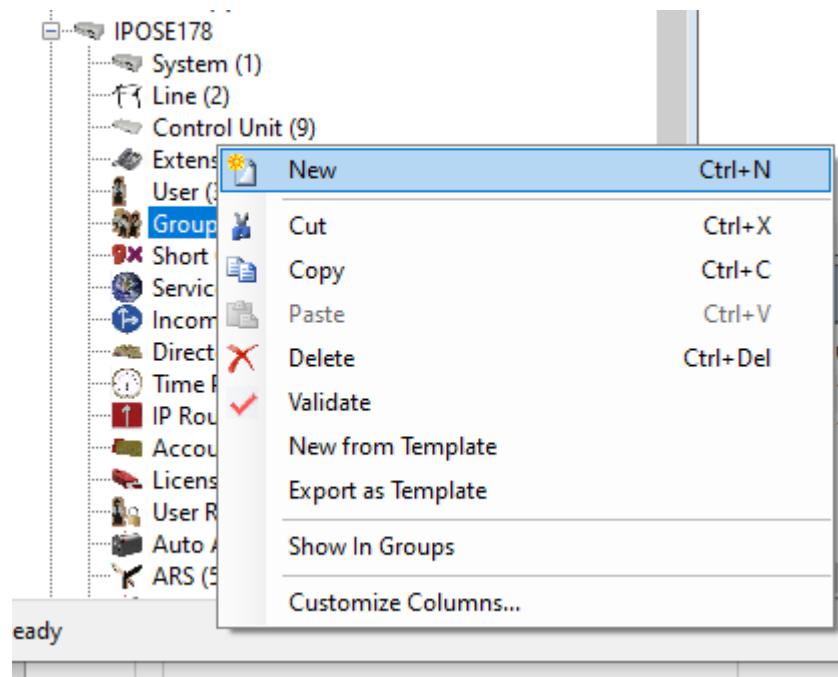 IPOSE178
System (1)
Line (2)
Control Unit (9)
Extens
User (3
Group
Short
Servic
Incom
Direct
Time P
IP Rou
Accou
Licens
User R
Auto A
ARS (5
New Ctrl+N
Cut Ctrl+X
Copy Ctrl+C
Paste Ctrl+V
Delete Ctrl+Del
Validate
New from Template
Export as Template
Show In Groups
Customize Columns...
eady